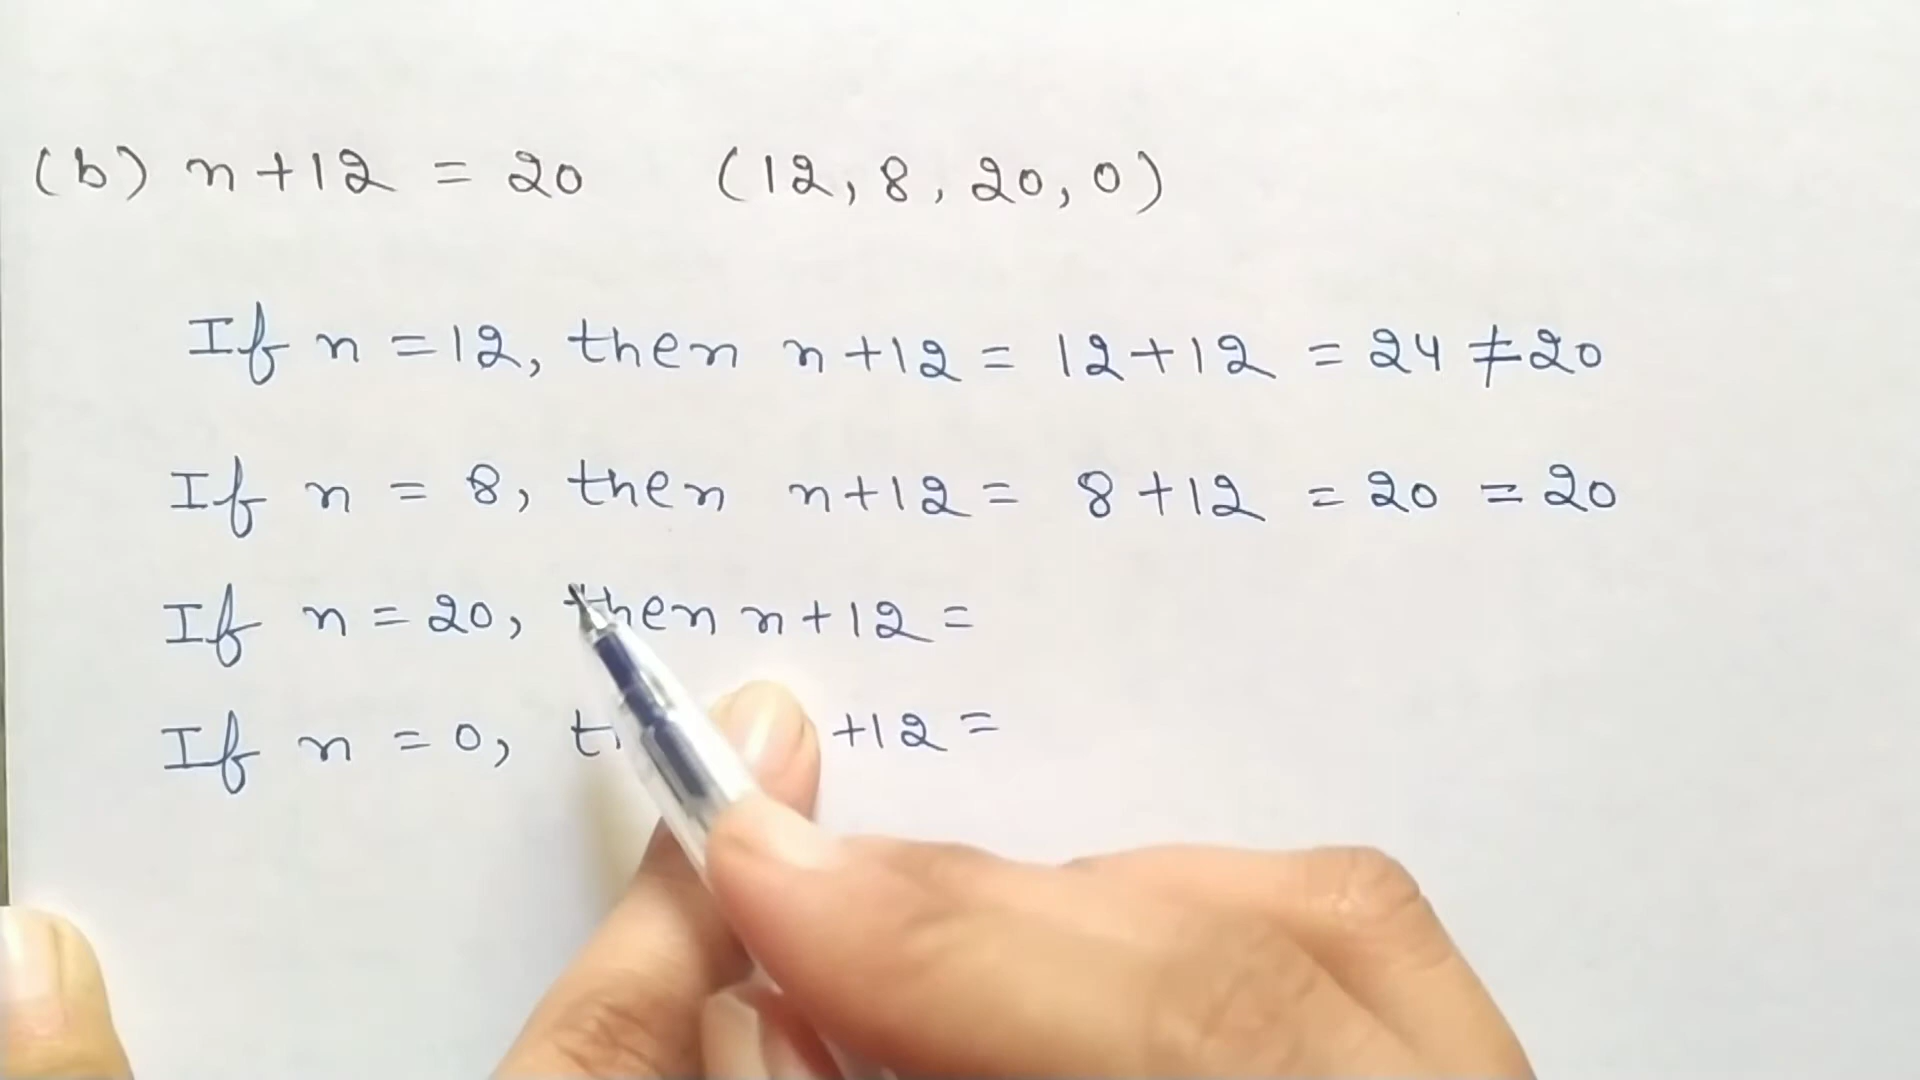 (b) n+12 = 20 (12, 8, 20, 0)
If n = 12, then n+12 = 12+12 = 24 ≠ 20
If n = 8, then n+12 = 8+12 = 20 = 20
If n = 20, then n+12 =
If n = 0, +12 =